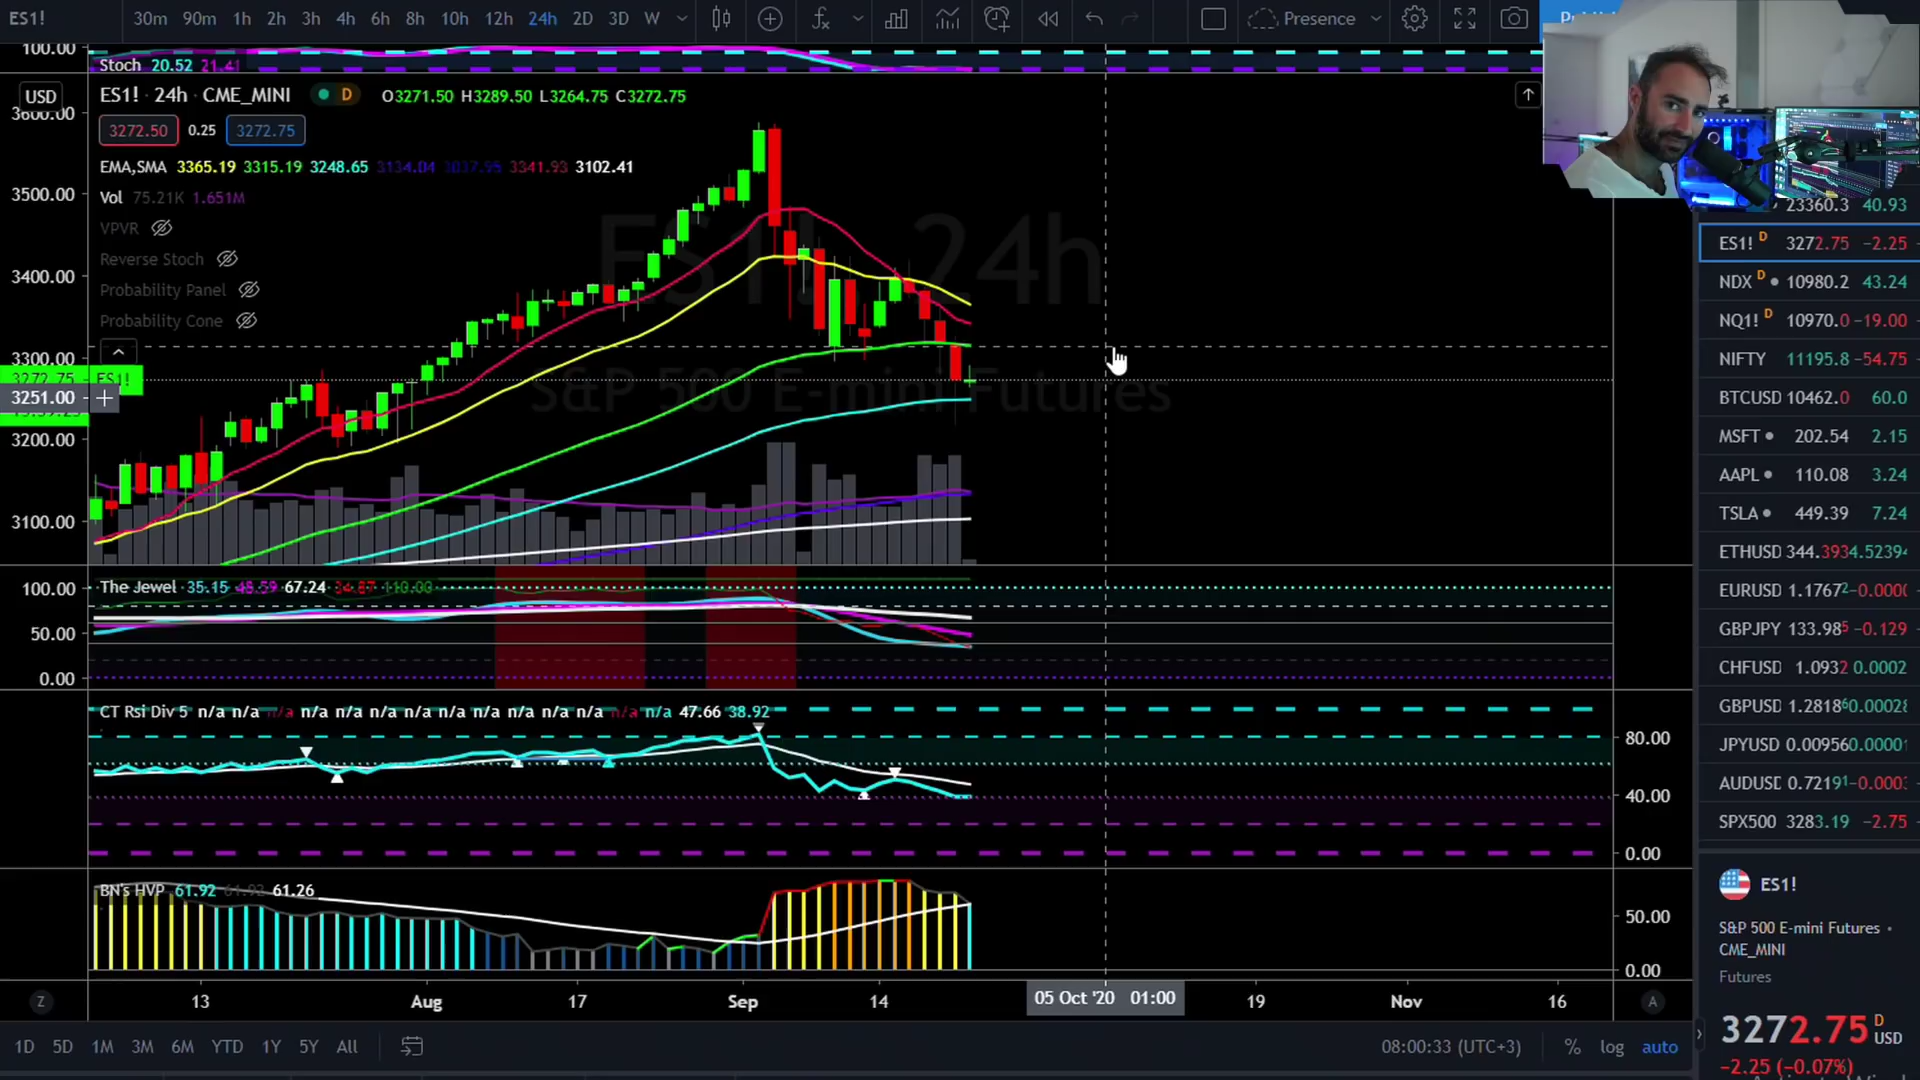 ES1! 30m 90m 1h 2h 3h 4h 6h 8h 10h 12h 24h 2D 3D W Presence
100.00 Stoch 20.52 21.41
USD ES1! · 24h · CME_MINI D O3271.50 H3289.50 L3264.75 C3272.75
3600.00
3272.50 0.25 3272.75
EMA,SMA 3365.19 3315.19 3248.65 3134.04 3037.95 3341.93 3102.41
3500.00 Vol 75.21K 1.651M
VPVR
Reverse Stoch
3400.00 Probability Panel
Probability Cone
ES1! 24h
S&P 500 E-mini Futures
3300.00
3272.75 ES1!
3251.00
3200.00
3100.00
100.00 The Jewel 35.15 48.59 67.24 34.87 110.00
50.00
0.00
CT Rsi Div 5 n/a n/a n/a n/a n/a n/a n/a n/a n/a n/a n/a n/a n/a n/a 47.66 38.92
80.00
40.00
0.00
BN's HVP 61.92 61.92 61.26
50.00
0.00
Z 13 Aug 17 Sep 14 05 Oct '20 01:00 19 Nov 16 A
1D 5D 1M 3M 6M YTD 1Y 5Y All 08:00:33 (UTC+3) % log auto
23360.3 40.93
ES1! D 3272.75 −2.25
NDX D 10980.2 43.24
NQ1! D 10970.0 −19.00
NIFTY 11195.8 −54.75
BTCUSD 10462.0 60.0
MSFT 202.54 2.15
AAPL 110.08 3.24
TSLA 449.39 7.24
ETHUSD 344.3934.5239
EURUSD 1.17672−0.0000
GBPJPY 133.985 −0.129
CHFUSD 1.0932 0.0002
GBPUSD 1.281860.00028
JPYUSD 0.0095600.00001
AUDUSD 0.72191−0.0003
SPX500 3283.19 −2.75
ES1!
S&P 500 E-mini Futures •
CME_MINI
Futures
3272.75 D USD
−2.25 (−0.07%)